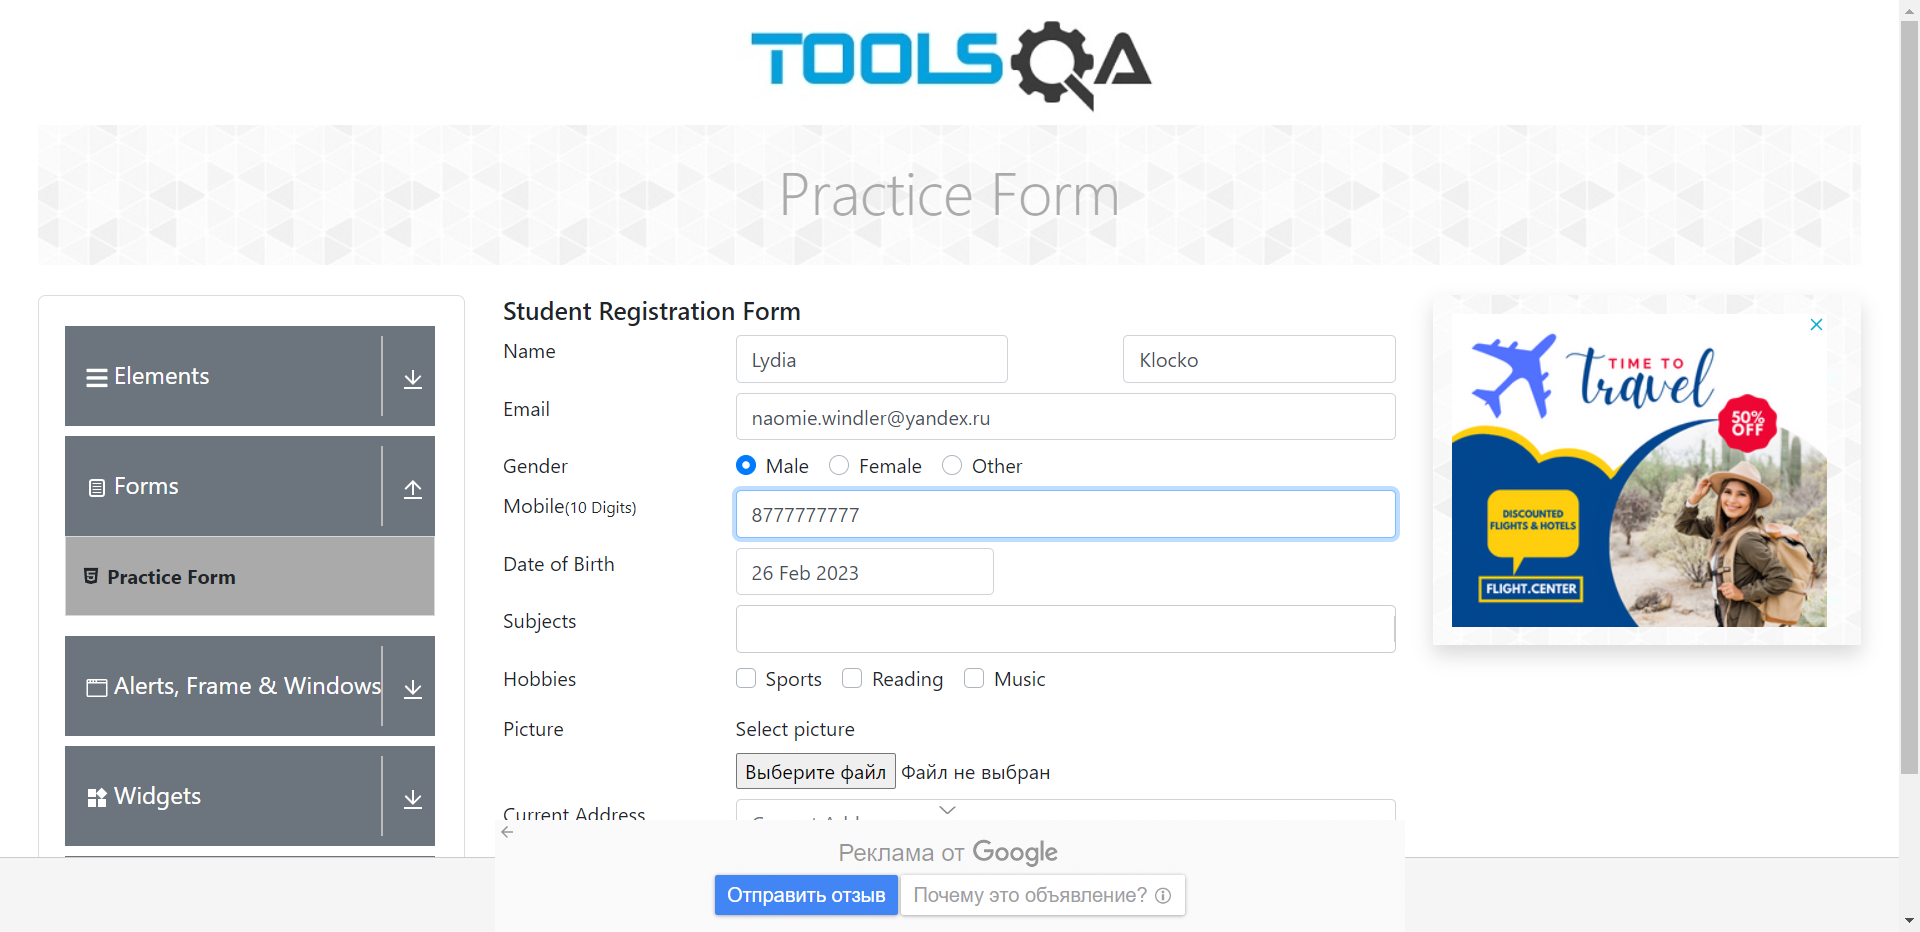 TOOLSQA
Practice Form
Elements
Forms
Practice Form
Alerts, Frame & Windows
Widgets
Student Registration Form
Name
Lydia
Klocko
Email
naomie.windler@yandex.ru
Gender
Male
Female
Other
Mobile(10 Digits)
8777777777
Date of Birth
26 Feb 2023
Subjects
Hobbies
Sports
Reading
Music
Picture
Select picture
Выберите файл
Файл не выбран
Current Address
TIME TO
travel
50%
OFF
DISCOUNTED
FLIGHTS & HOTELS
FLIGHT.CENTER
Реклама от Google
Отправить отзыв
Почему это объявление?